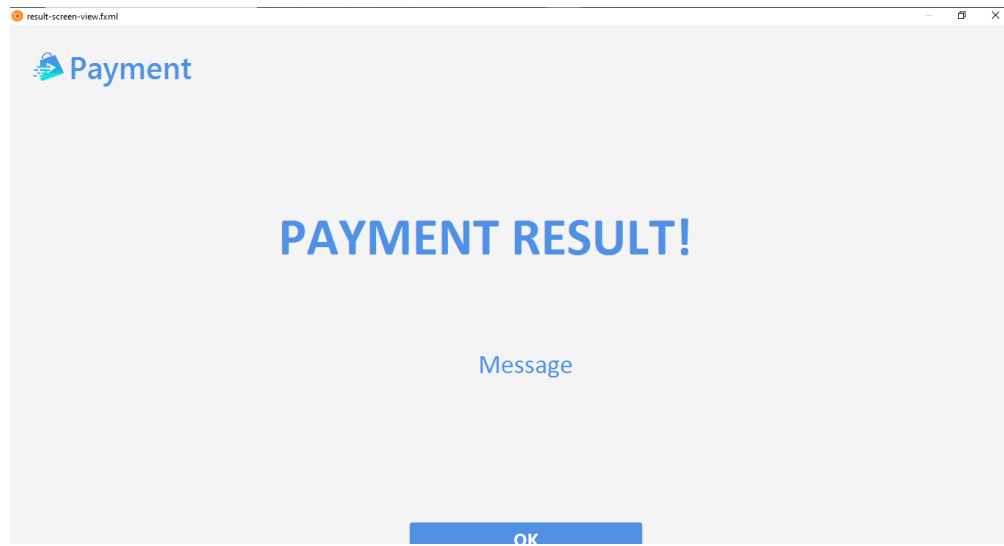 result-screen-view.fxml
Payment
PAYMENT RESULT!
Message
OK